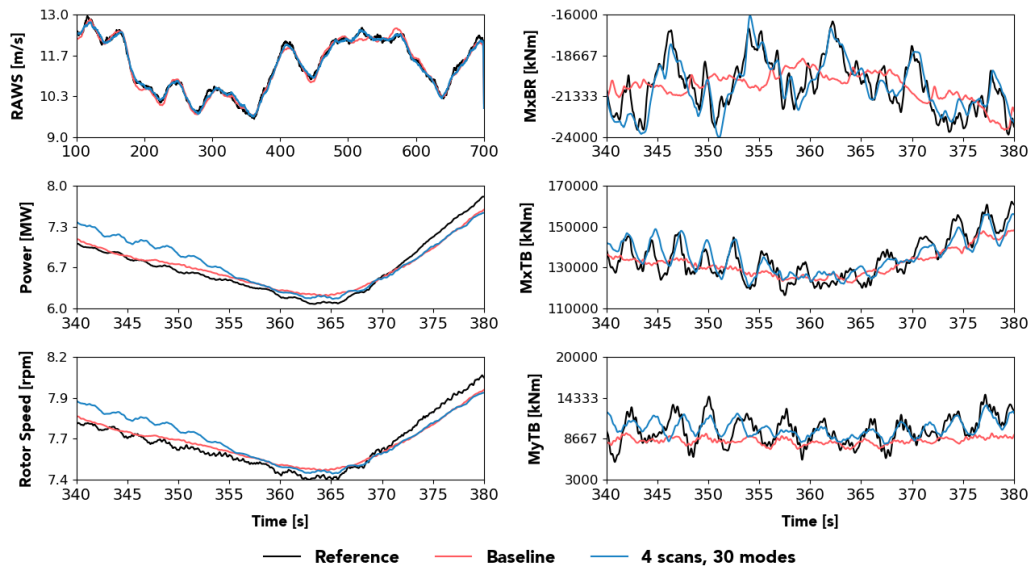 RAWS [m/s]
13.0
11.7
10.3
9.0
100 200 300 400 500 600 700
MxBR [kNm]
-16000
-18667
-21333
-24000
340 345 350 355 360 365 370 375 380
Power [MW]
8.0
7.3
6.7
6.0
340 345 350 355 360 365 370 375 380
MxTB [kNm]
170000
150000
130000
110000
340 345 350 355 360 365 370 375 380
Rotor Speed [rpm]
8.2
7.9
7.7
7.4
340 345 350 355 360 365 370 375 380
Time [s]
MyTB [kNm]
20000
14333
8667
3000
340 345 350 355 360 365 370 375 380
Time [s]
Reference Baseline 4 scans, 30 modes